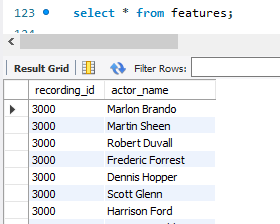 123 select * from features;
124
Result Grid Filter Rows:
recording_id actor_name
3000 Marlon Brando
3000 Martin Sheen
3000 Robert Duvall
3000 Frederic Forrest
3000 Dennis Hopper
3000 Scott Glenn
3000 Harrison Ford